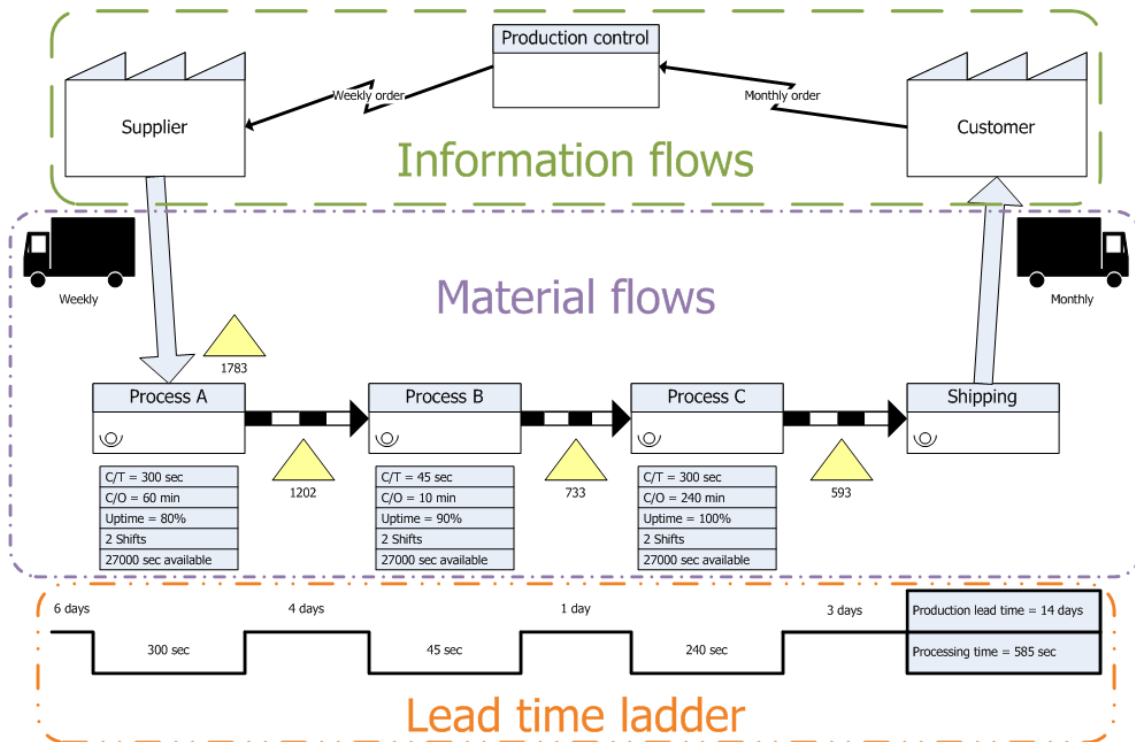 Production control
Weekly order
Monthly order
Supplier
Customer
Information flows
Weekly
Material flows
Monthly
1783
Process A
Process B
Process C
Shipping
1202
733
593
C/T = 300 sec
C/O = 60 min
Uptime = 80%
2 Shifts
27000 sec available
C/T = 45 sec
C/O = 10 min
Uptime = 90%
2 Shifts
27000 sec available
C/T = 300 sec
C/O = 240 min
Uptime = 100%
2 Shifts
27000 sec available
6 days
4 days
1 day
3 days
Production lead time = 14 days
300 sec
45 sec
240 sec
Processing time = 585 sec
Lead time ladder